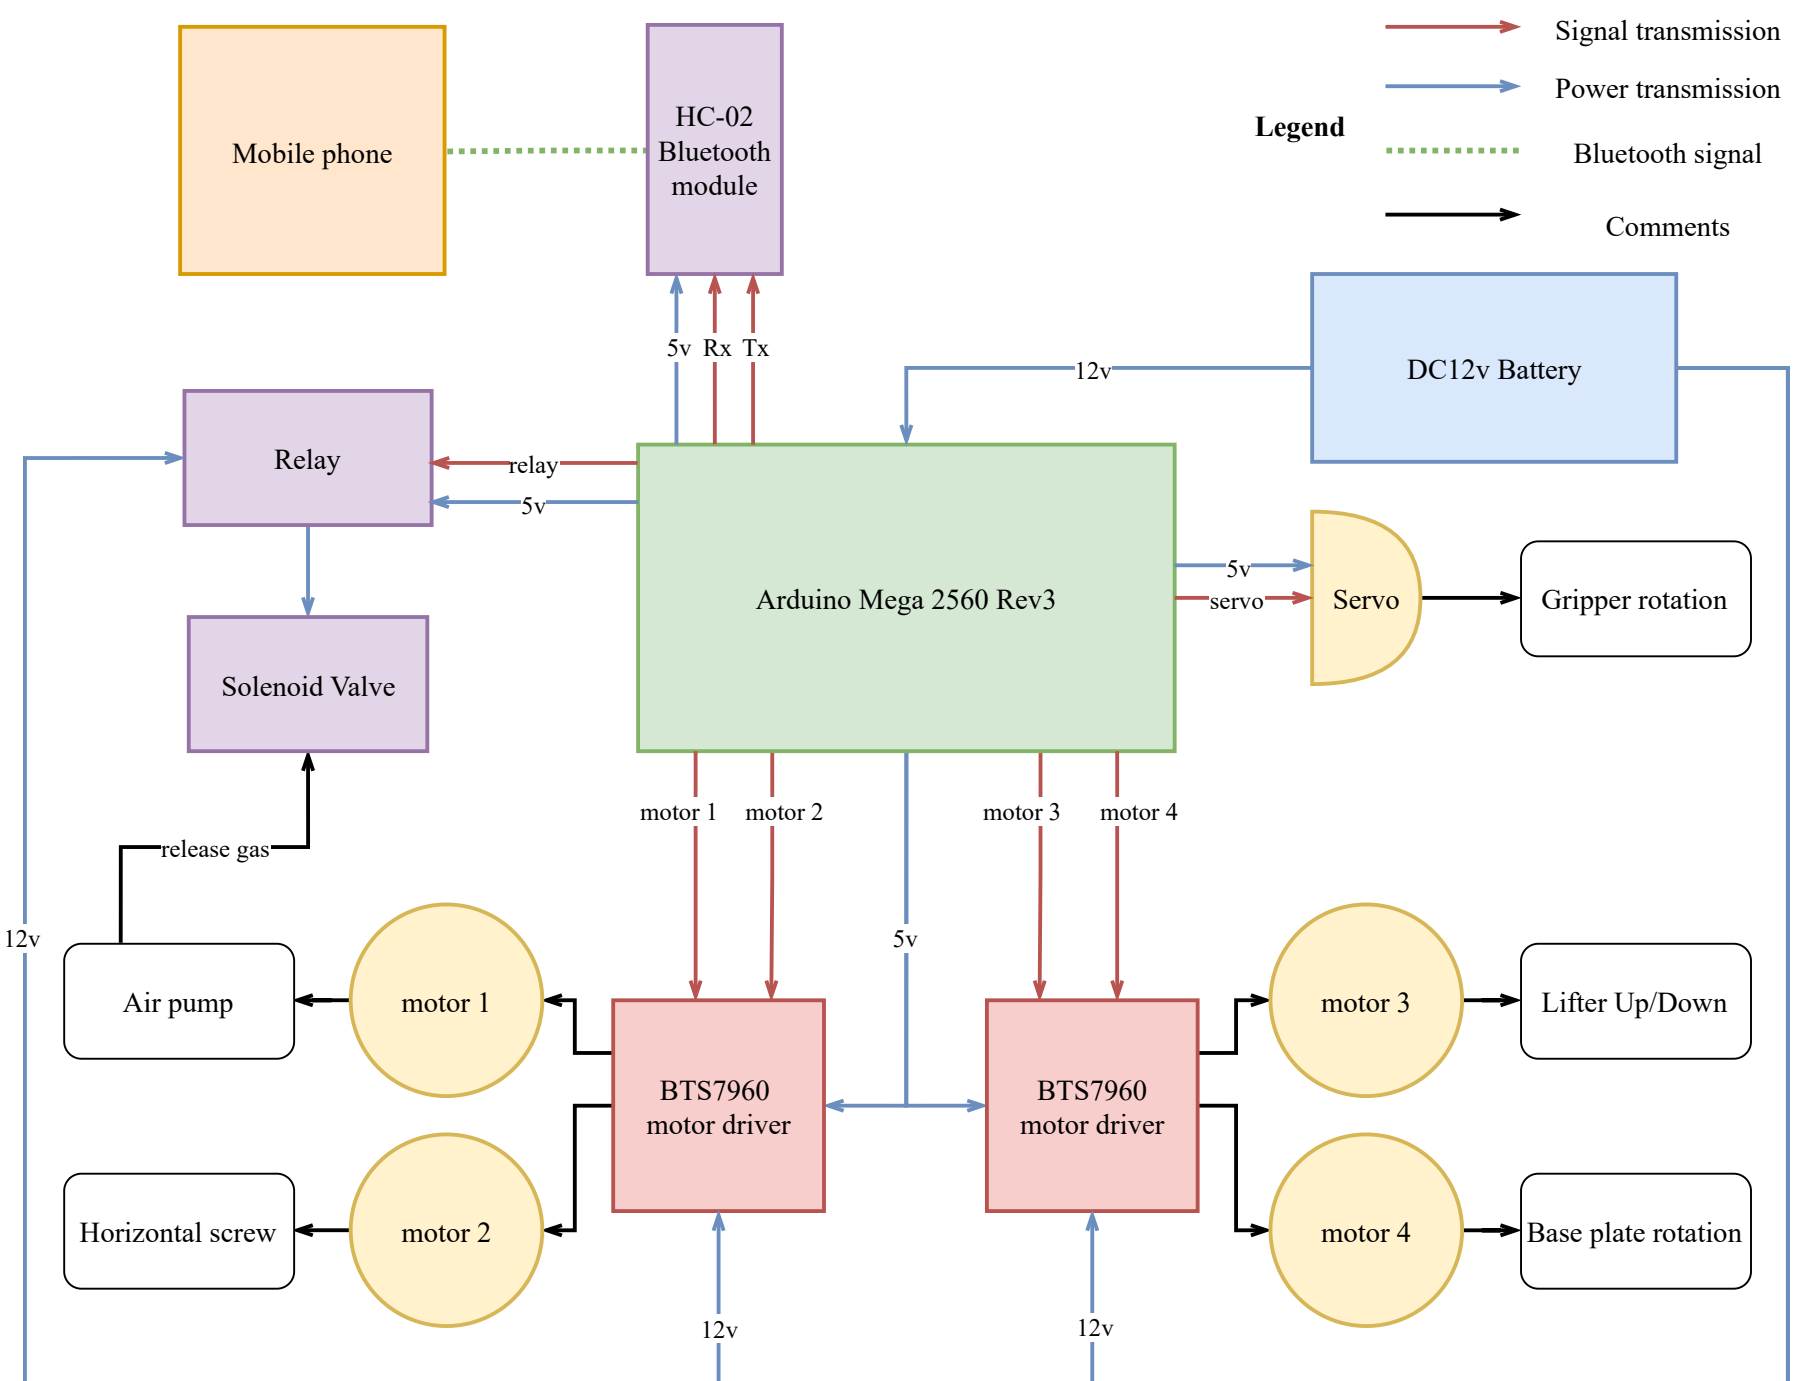 Signal transmission
Power transmission
Legend
Bluetooth signal
Comments
Mobile phone
HC-02
Bluetooth
module
5v
Rx
Tx
12v
DC12v Battery
Relay
relay
5v
Arduino Mega 2560 Rev3
5v
servo
Servo
Gripper rotation
Solenoid Valve
motor 1
motor 2
motor 3
motor 4
release gas
12v
5v
Air pump
motor 1
motor 3
Lifter Up/Down
BTS7960
motor driver
BTS7960
motor driver
Horizontal screw
motor 2
motor 4
Base plate rotation
12v
12v